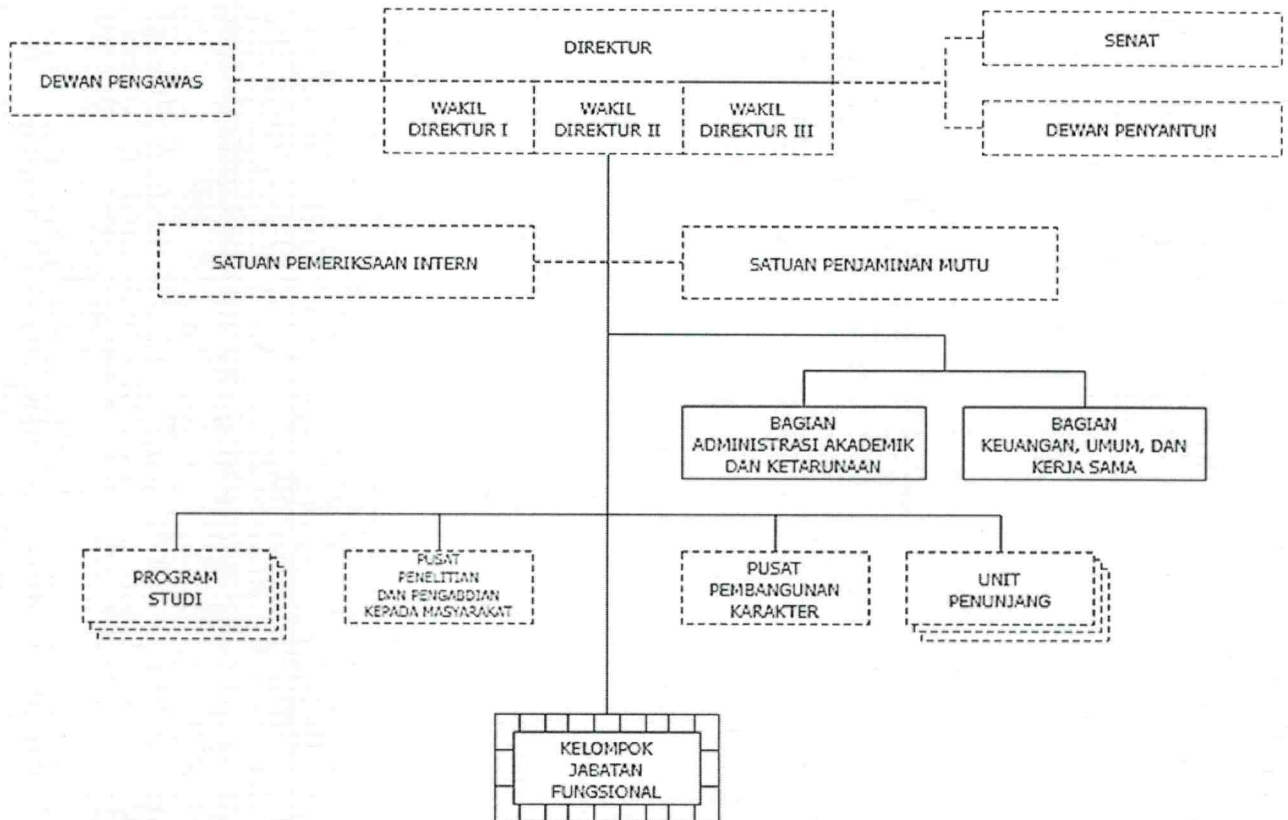 DIREKTUR
SENAT
DEWAN PENGAWAS
WAKIL
DIREKTUR I
WAKIL
DIREKTUR II
WAKIL
DIREKTUR III
DEWAN PENYANTUN
SATUAN PEMERIKSAAN INTERN
SATUAN PENJAMINAN MUTU
BAGIAN
ADMINISTRASI AKADEMIK
DAN KETARUNAAN
BAGIAN
KEUANGAN, UMUM, DAN
KERJA SAMA
PROGRAM
STUDI
PUSAT
PENELITIAN
DAN PENGABDIAN
KEPADA MASYARAKAT
PUSAT
PEMBANGUNAN
KARAKTER
UNIT
PENUNJANG
KELOMPOK
JABATAN
FUNGSIONAL